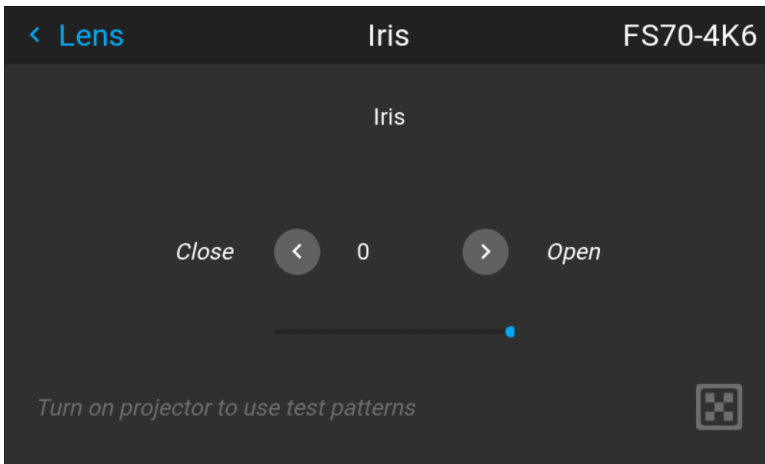 Lens Iris FS70-4K6
Iris
Close 0 Open
Turn on projector to use test patterns